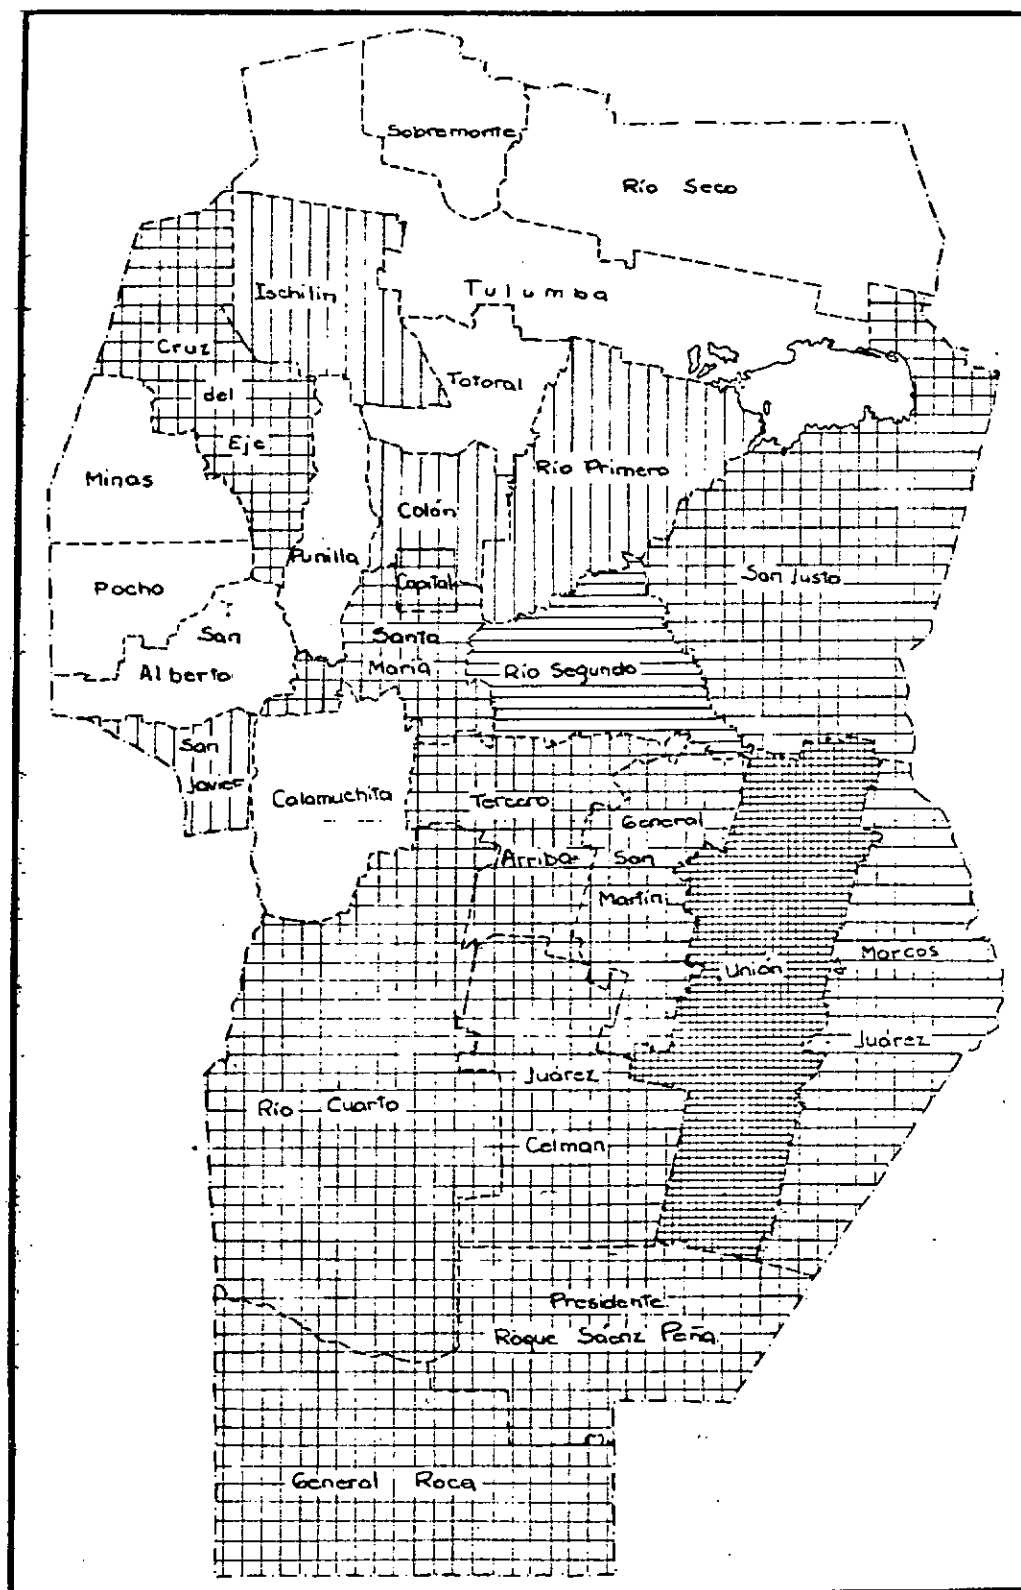 Sobremonte
Río Seco
Ischilín
Tulumba
Cruz
del
Eje
Totoral
Minas
Río Primero
Colón
Punilla
Capital
San Justo
Pocho
San
Alberto
Santa
María
Río Segundo
San
Javier
Calamuchita
Tercero
Arriba
General
San
Martín
Unión
Marcos
Juárez
Juárez
Celman
Río Cuarto
Presidente
Roque Sáenz Peña
General Roca